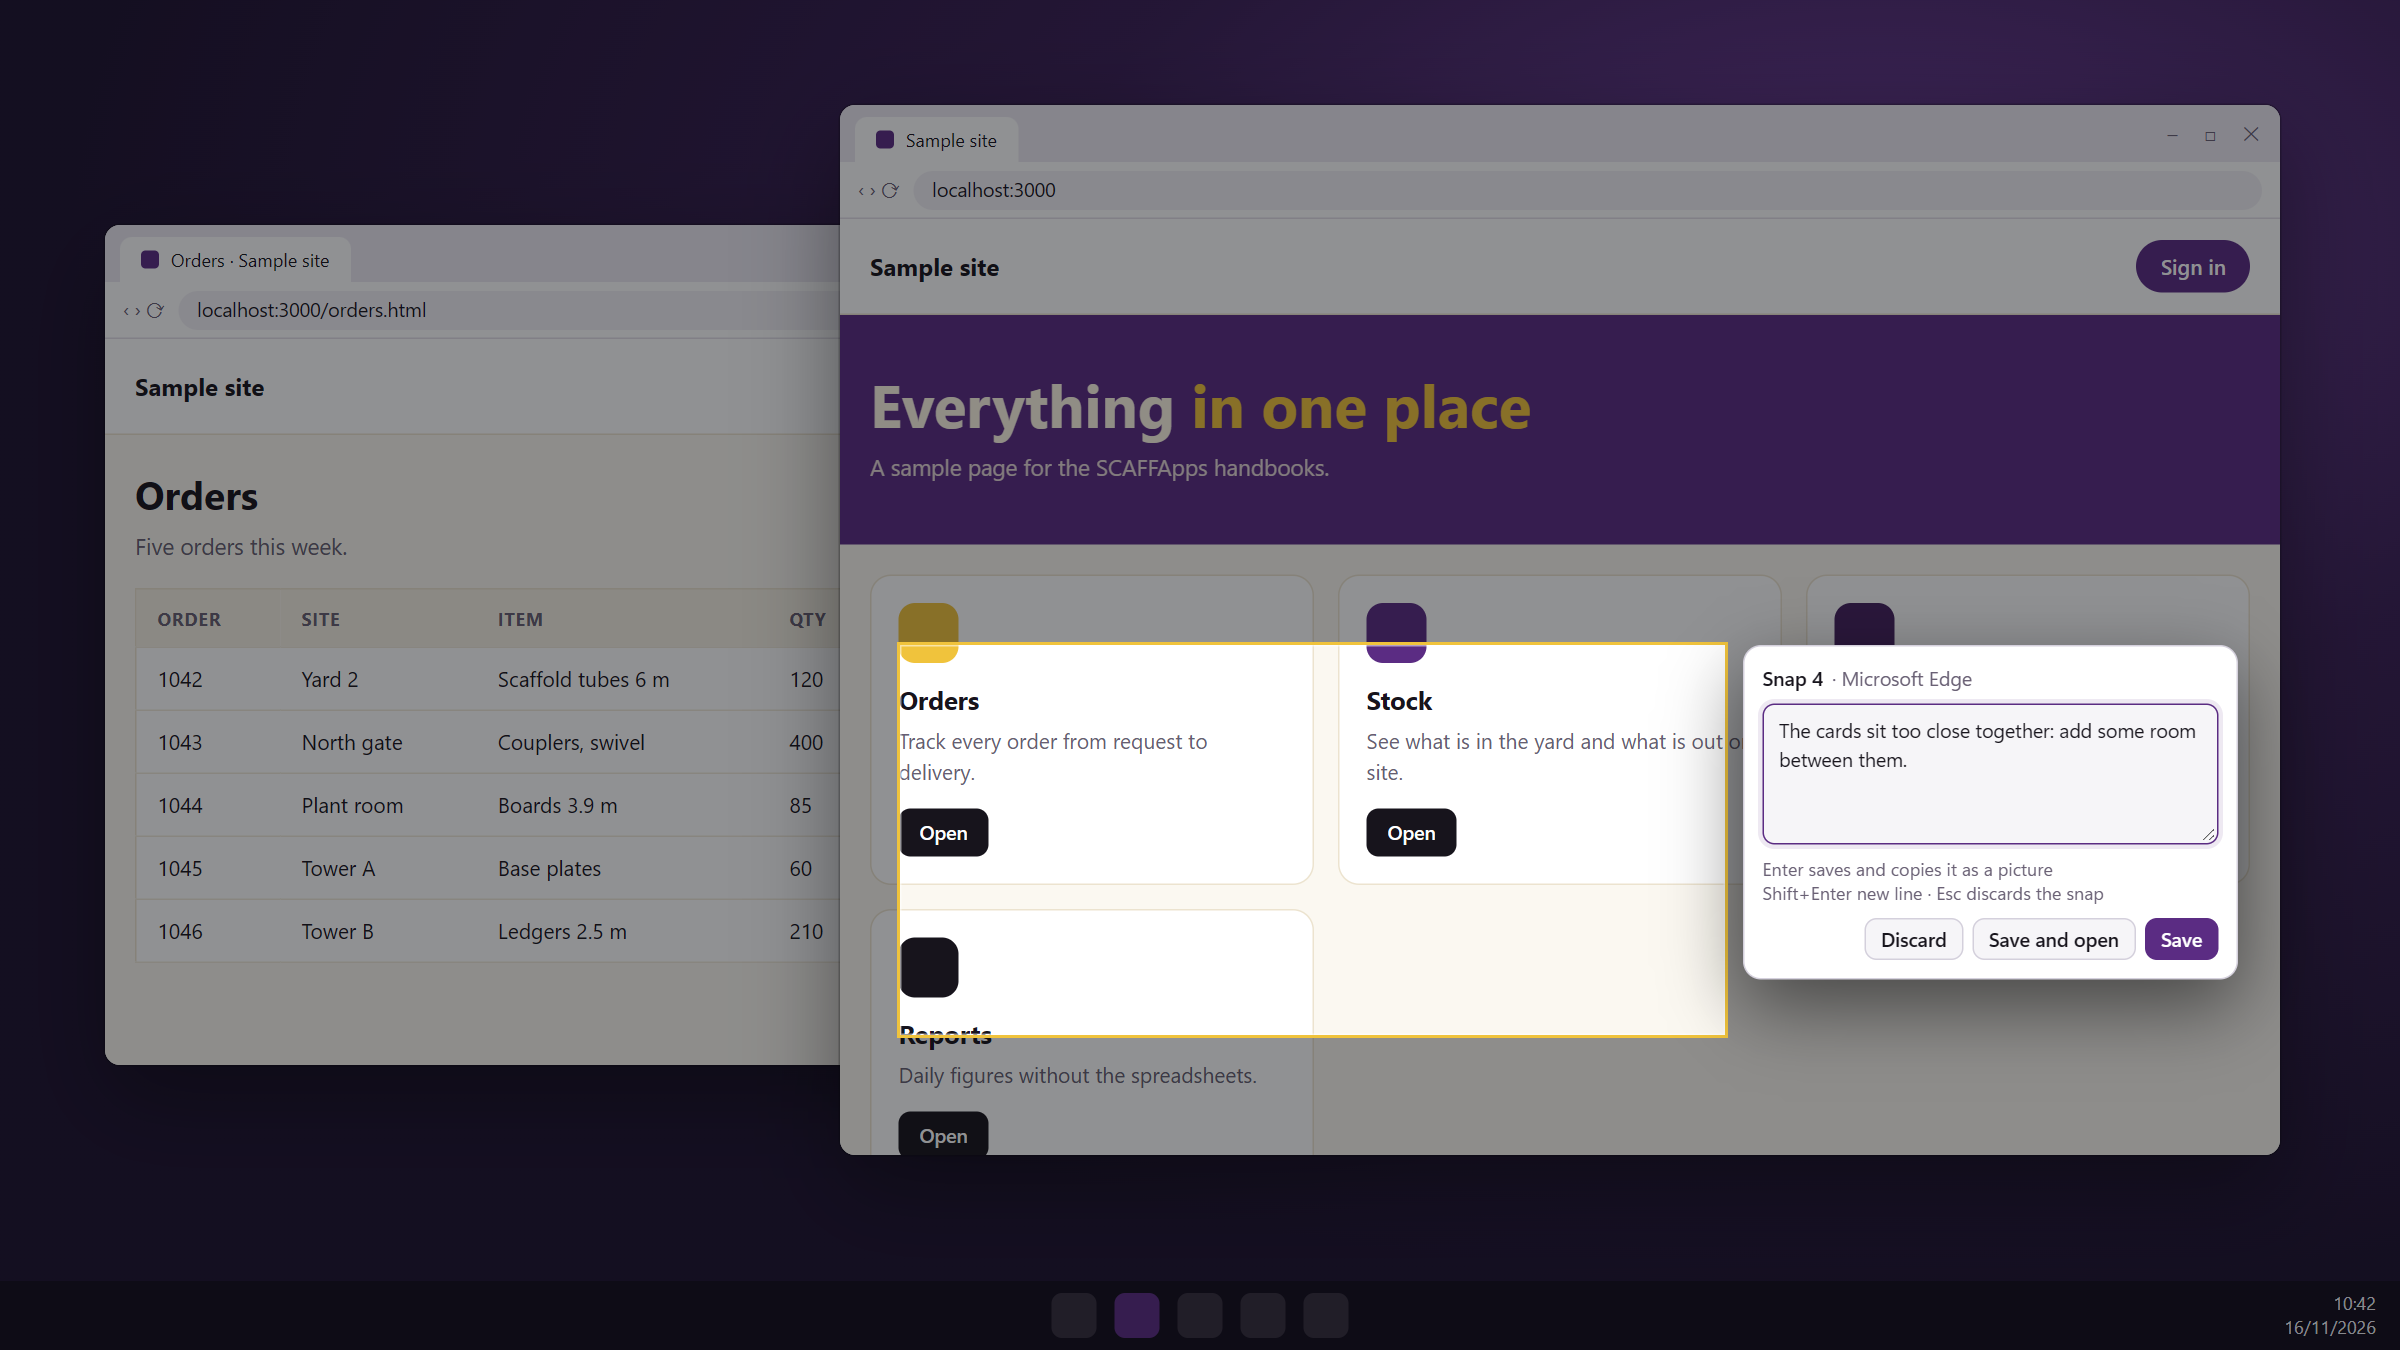 Sample site
localhost:3000
Sample site
Sign in
Everything in one place
A sample page for the SCAFFApps handbooks.
Orders · Sample site
localhost:3000/orders.html
Sample site
Orders
Five orders this week.
ORDER SITE ITEM QTY
1042 Yard 2 Scaffold tubes 6 m 120
1043 North gate Couplers, swivel 400
1044 Plant room Boards 3.9 m 85
1045 Tower A Base plates 60
1046 Tower B Ledgers 2.5 m 210
Orders
Track every order from request to
delivery.
Open
Stock
See what is in the yard and what is out
site.
Open
Reports
Daily figures without the spreadsheets.
Open
Snap 4 · Microsoft Edge
The cards sit too close together: add some room
between them.
Enter saves and copies it as a picture
Shift+Enter new line · Esc discards the snap
Discard
Save and open
Save
10:42
16/11/2026